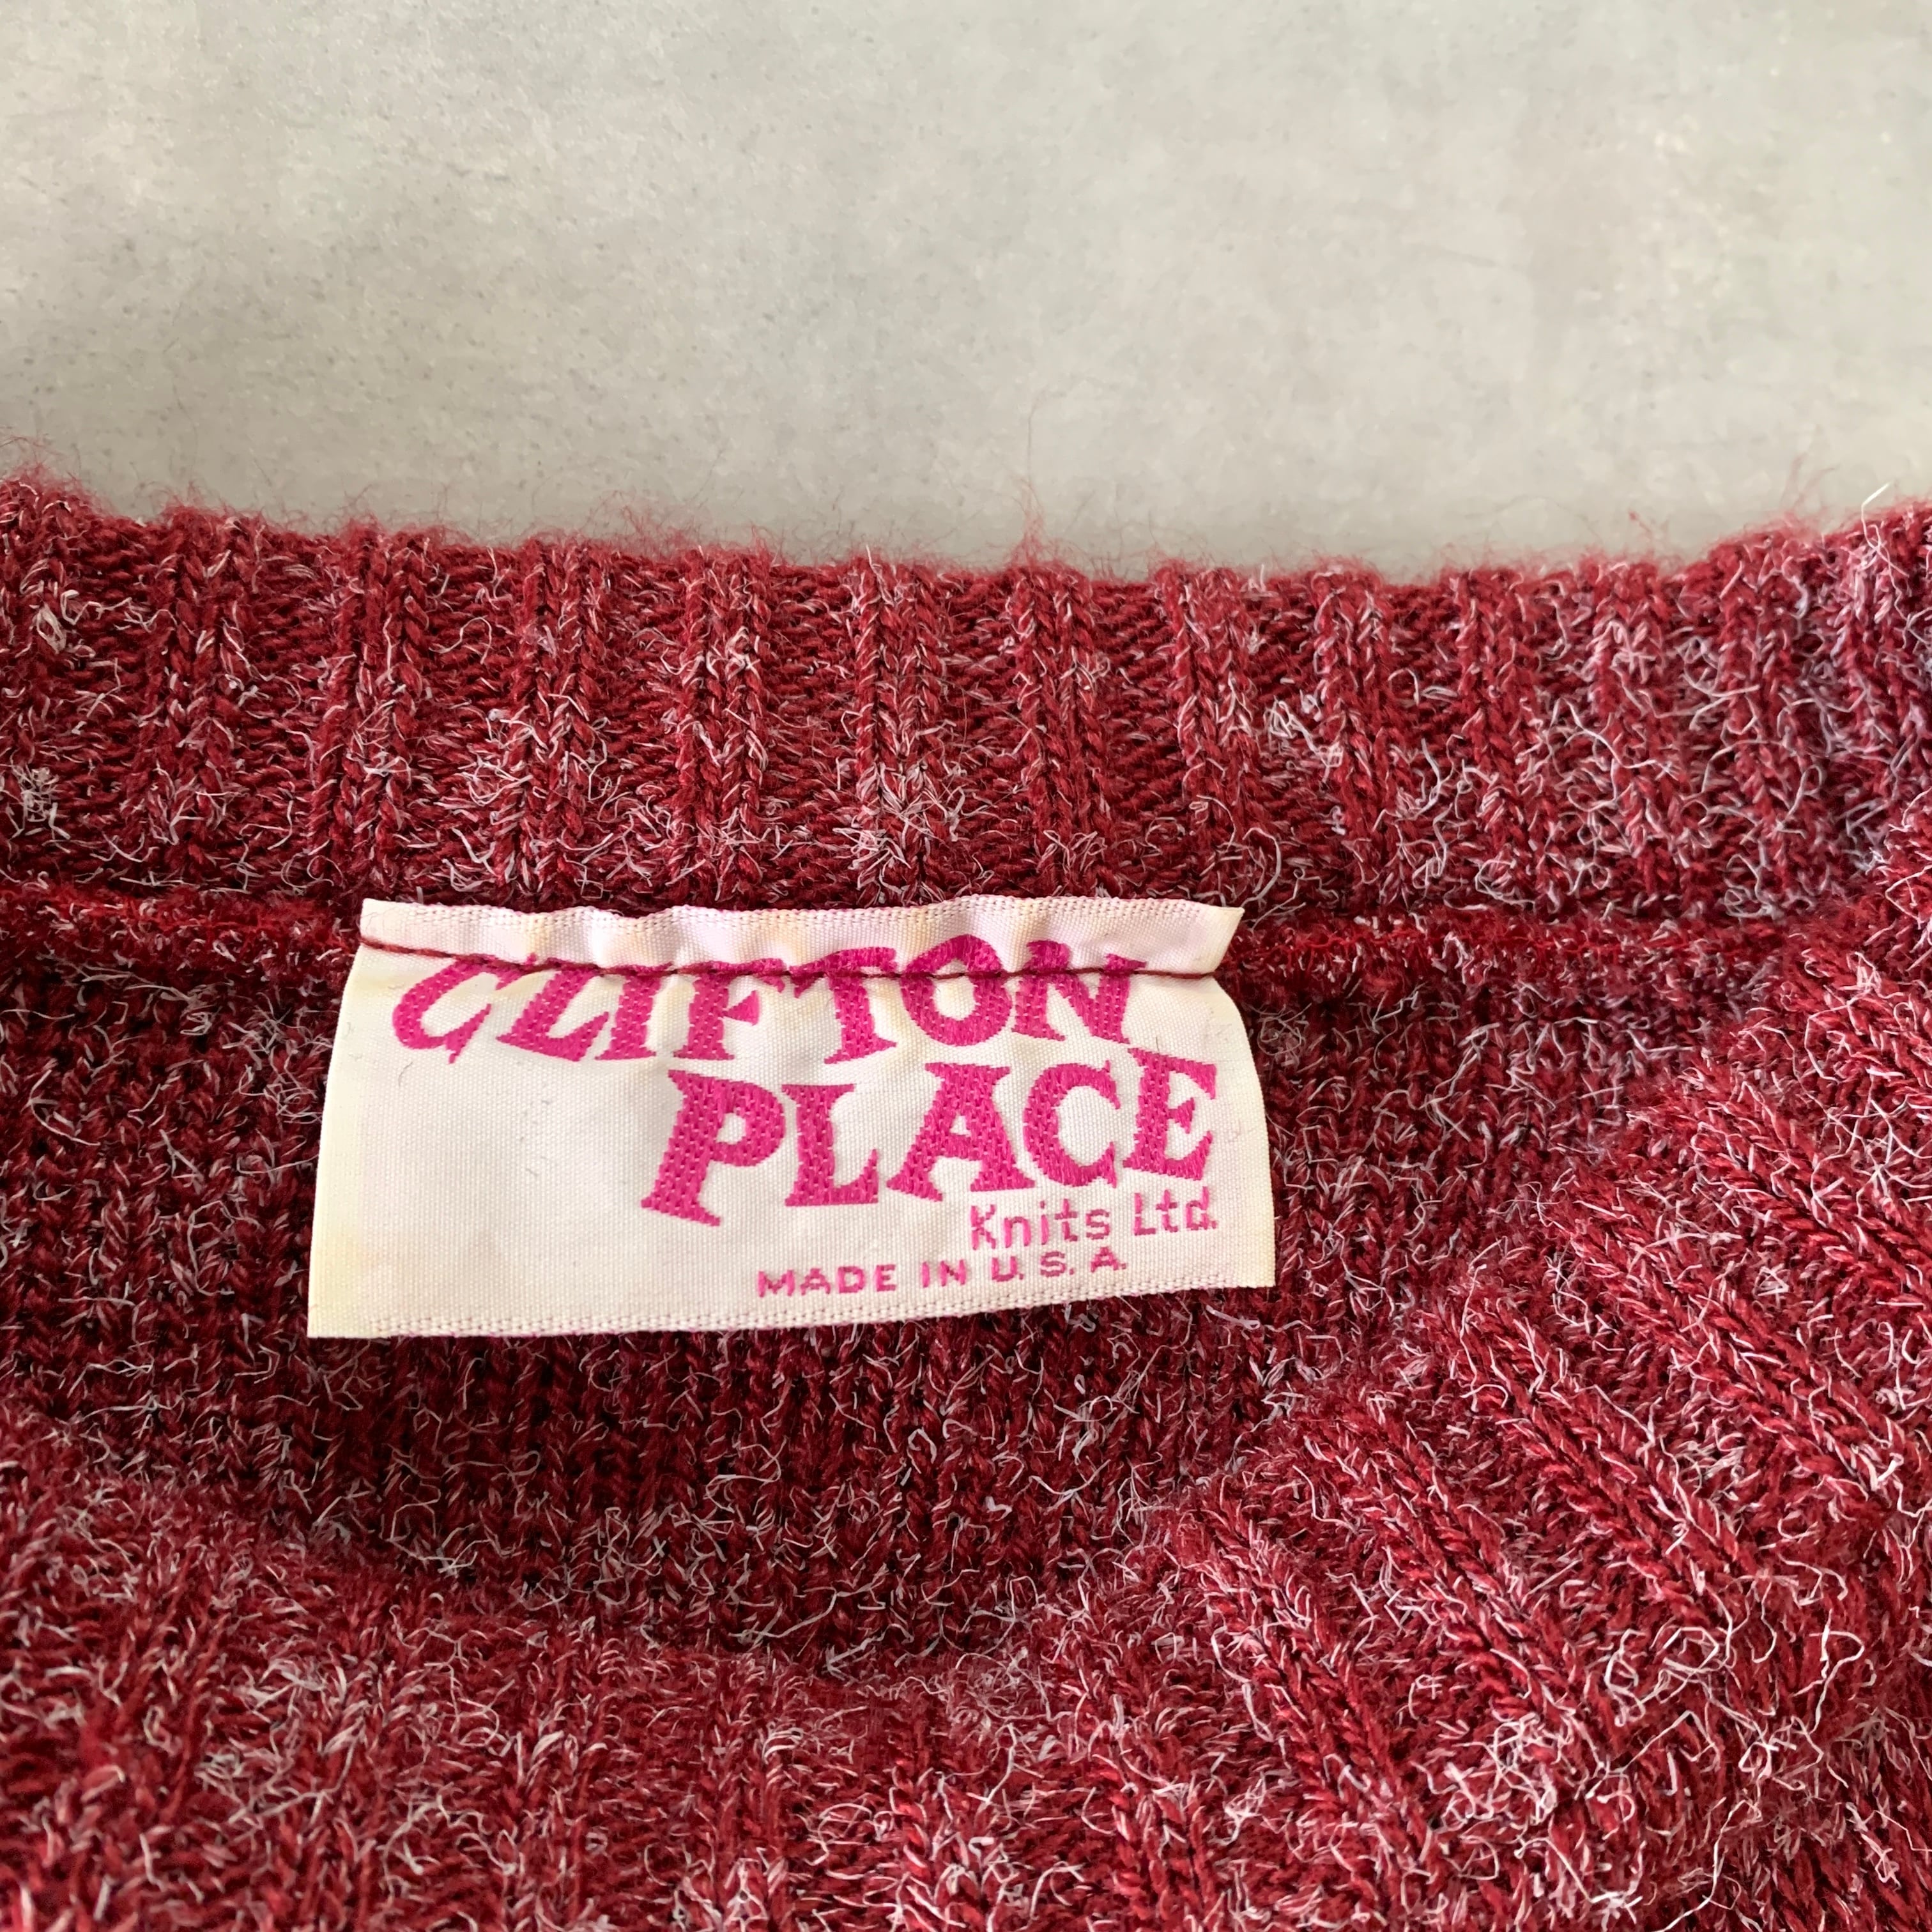 CLIFTON
PLACE
Knits Ltd.
MADE IN U.S.A.